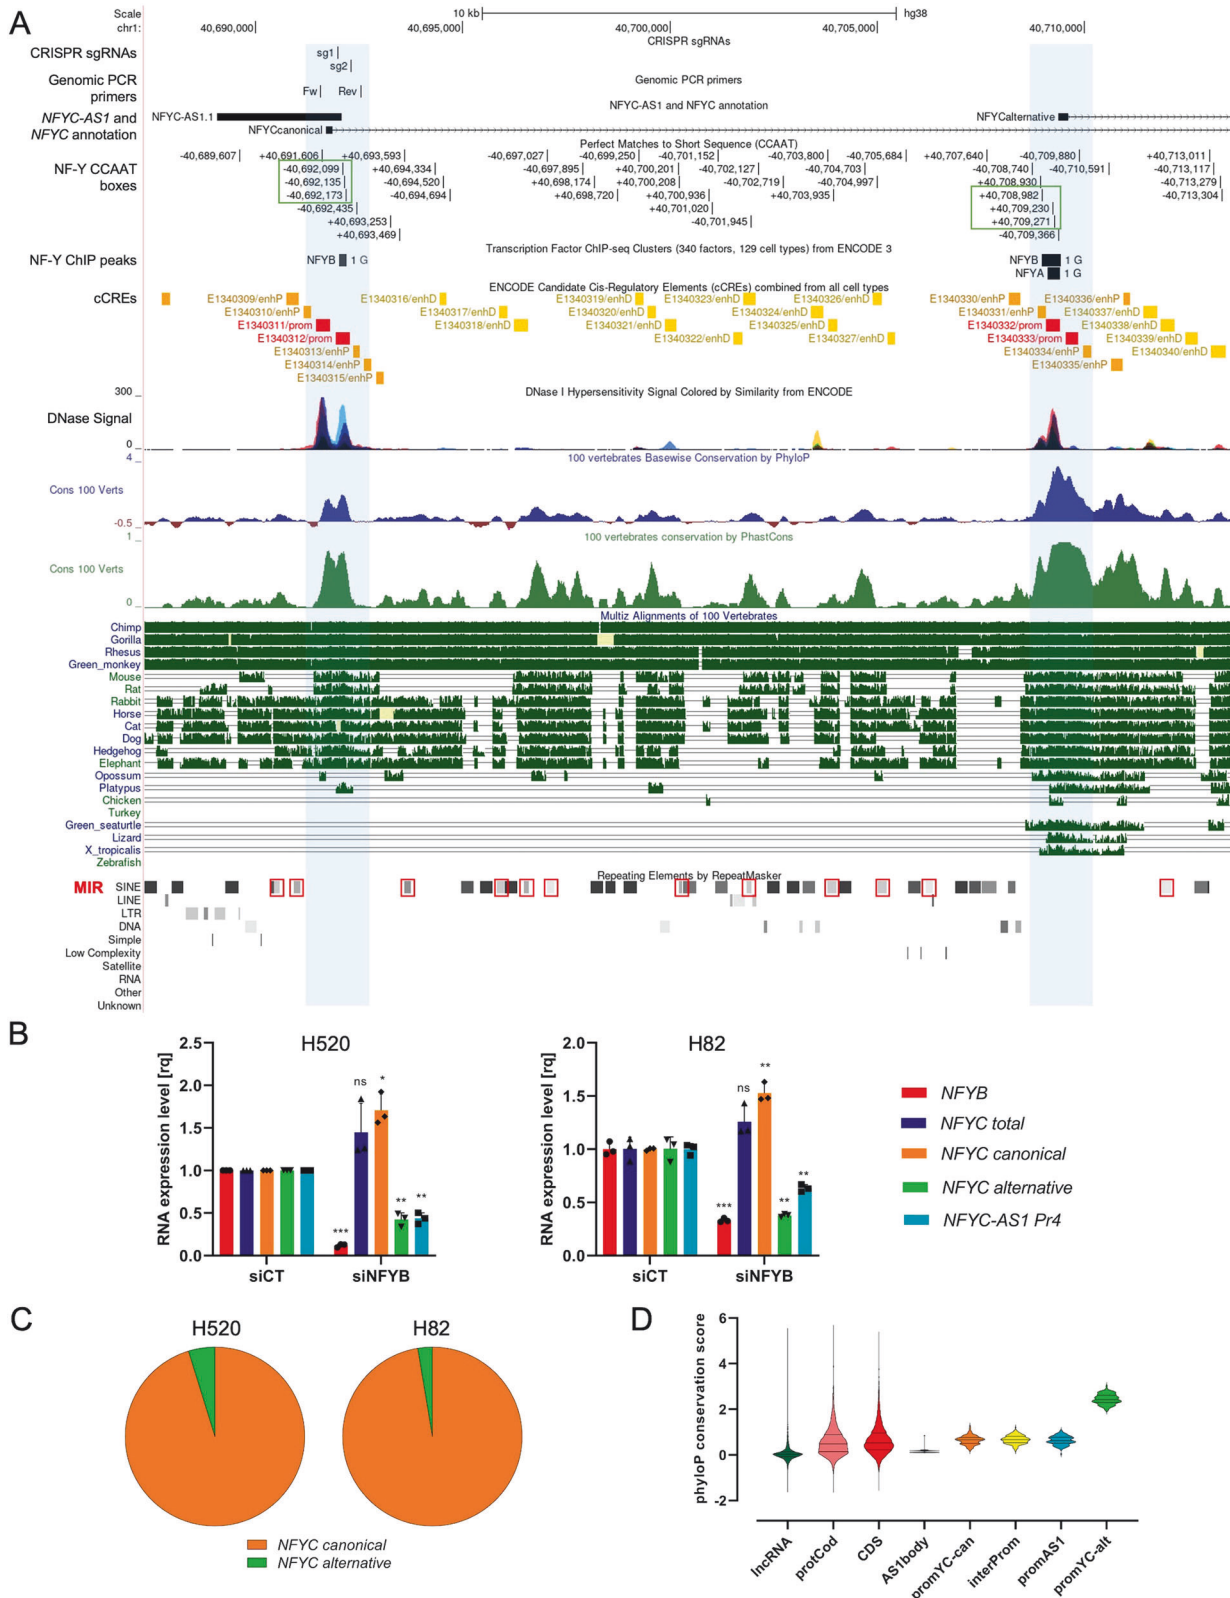 A
Scale 10 kb hg38
chr1: 40,690,000 40,695,000 40,700,000 40,705,000 40,710,000
CRISPR sgRNAs
CRISPR sgRNAs sg1
sg2
Genomic PCR primers Genomic PCR primers
Fw Rev
NFYC-AS1 and NFYC annotation
NFYC-AS1 and NFYC annotation NFYC-AS1.1 NFYCalternative
NFYCcanonical
Perfect Matches to Short Sequence (CCAAT)
NF-Y CCAAT boxes
-40,689,607 +40,691,606 +40,693,593 -40,697,027 -40,699,250 -40,701,152 -40,703,800 -40,705,684 +40,707,640 +40,709,880 +40,713,011
-40,692,099 +40,694,334 -40,697,895 +40,700,201 -40,702,127 -40,704,703 -40,708,740 -40,710,591 -40,713,117
-40,692,135 -40,694,520 -40,698,174 +40,700,208 -40,702,719 -40,704,997 +40,708,930 -40,713,279
-40,692,173 -40,694,694 -40,698,720 +40,700,936 +40,703,935 +40,708,982 -40,713,304
-40,692,435 +40,701,020 +40,709,230
+40,693,253 -40,701,945 +40,709,271
+40,693,469 -40,709,366
Transcription Factor ChIP-seq Clusters (340 factors, 129 cell types) from ENCODE 3
NF-Y ChIP peaks NFYB 1 G NFYB 1 G
NFYA 1 G
ENCODE Candidate Cis-Regulatory Elements (cCREs) combined from all cell types
cCREs E1340309/enhP E1340316/enhD E1340319/enhD E1340323/enhD E1340326/enhD E1340330/enhP E1340336/enhP
E1340310/enhP E1340317/enhD E1340320/enhD E1340324/enhD E1340331/enhP E1340337/enhD
E1340311/prom E1340318/enhD E1340321/enhD E1340325/enhD E1340332/prom E1340338/enhD
E1340312/prom E1340322/enhD E1340327/enhD E1340333/prom E1340339/enhD
E1340313/enhP E1340334/enhP E1340340/enhD
E1340314/enhP E1340335/enhP
E1340315/enhP
DNase I Hypersensitivity Signal Colored by Similarity from ENCODE
300
DNase Signal
0
100 vertebrates Basewise Conservation by PhyloP
4
Cons 100 Verts
-0.5
100 vertebrates conservation by PhastCons
1
Cons 100 Verts
0
Multiz Alignments of 100 Vertebrates
Chimp
Gorilla
Rhesus
Green_monkey
Mouse
Rat
Rabbit
Horse
Cat
Dog
Hedgehog
Elephant
Opossum
Platypus
Chicken
Turkey
Green_seaturtle
Lizard
X_tropicalis
Zebrafish
Repeating Elements by RepeatMasker
MIR SINE
LINE
LTR
DNA
Simple
Low Complexity
Satellite
RNA
Other
Unknown
B
H520
RNA expression level [rq]
2.5
2.0
1.5
1.0
0.5
0.0
ns * *** ** **
siCT siNFYB
H82
RNA expression level [rq]
2.0
1.5
1.0
0.5
0.0
ns ** *** ** **
siCT siNFYB
NFYB
NFYC total
NFYC canonical
NFYC alternative
NFYC-AS1 Pr4
C
H520 H82
NFYC canonical
NFYC alternative
D
phyloP conservation score
6
4
2
0
-2
lncRNA protCod CDS AS1body promYC-can interProm promAS1 promYC-alt